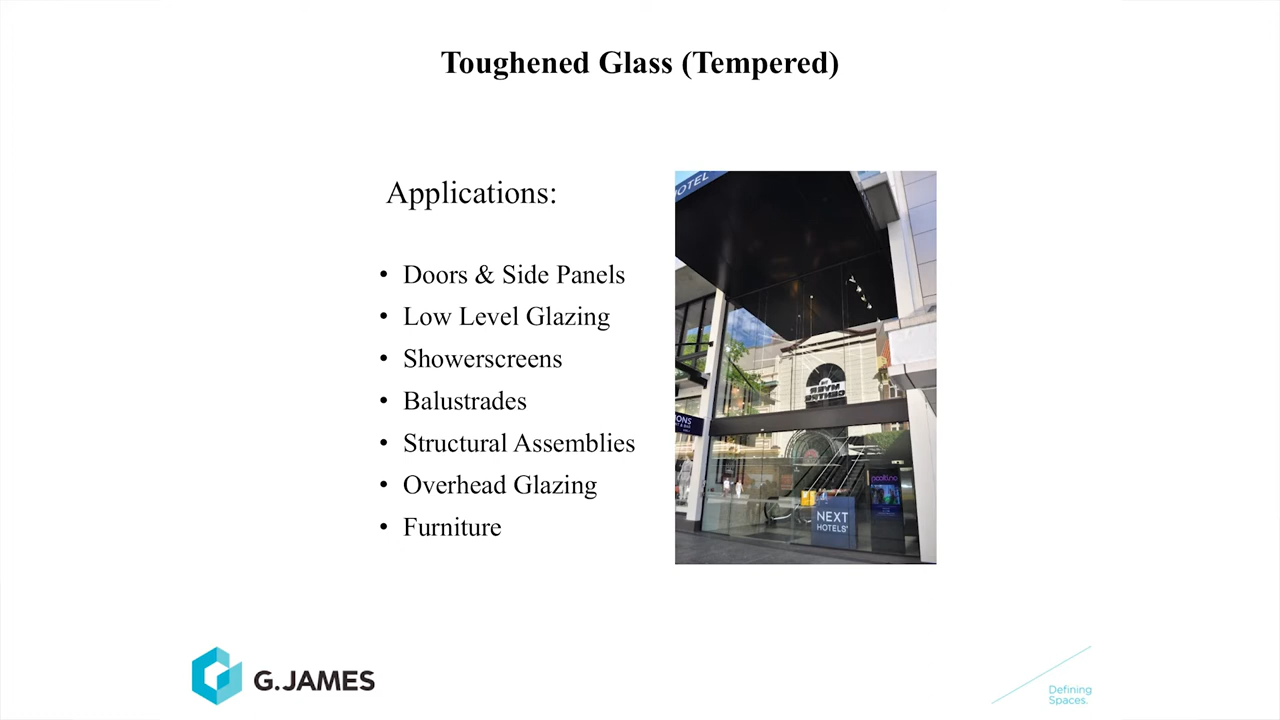 Toughened Glass (Tempered)
Applications:
• Doors & Side Panels
• Low Level Glazing
• Showerscreens
• Balustrades
• Structural Assemblies
• Overhead Glazing
• Furniture
HOTEL
NEXT
HOTELS
G.JAMES
Defining
Spaces.